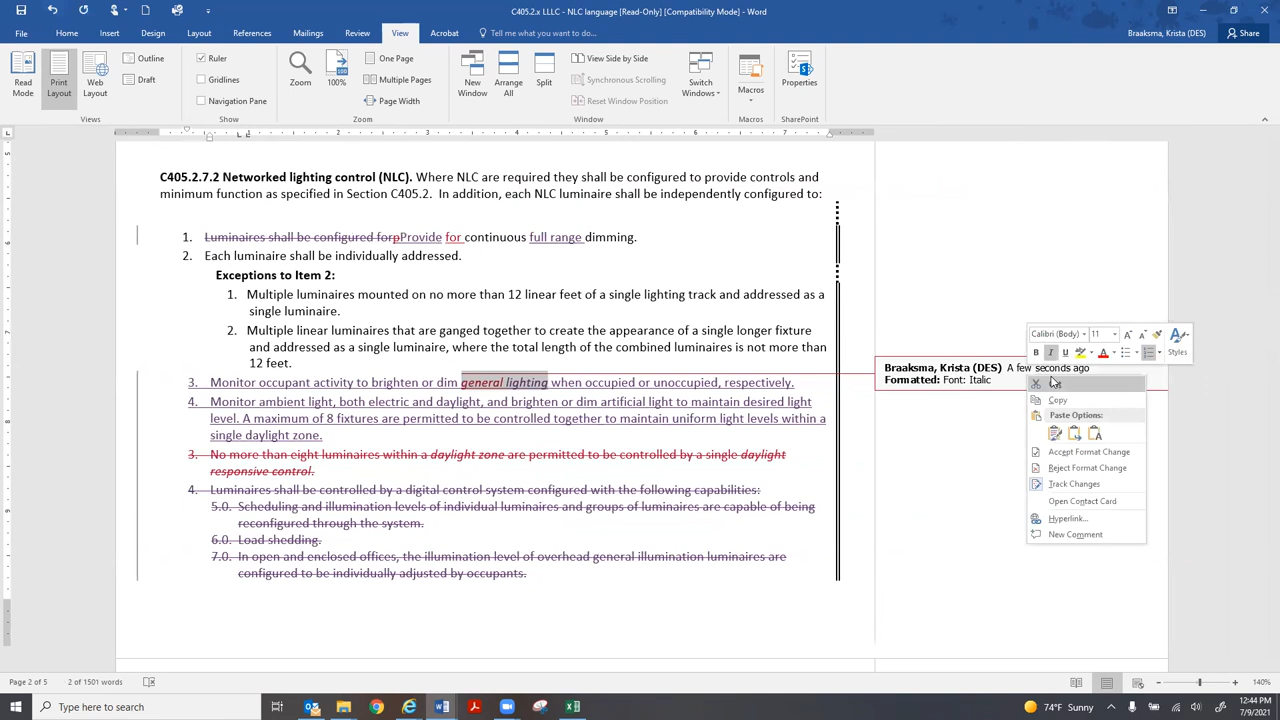 C405.2.x LLLC - NLC language [Read-Only] [Compatibility Mode] - Word
Braaksma, Krista (DES)
File Home Insert Design Layout References Mailings Review View Acrobat Tell me what you want to do... Share
Read Mode
Print Layout
Web Layout
Outline
Draft
Views
Ruler
Gridlines
Navigation Pane
Show
Zoom
100%
One Page
Multiple Pages
Page Width
Zoom
New Window
Arrange All
Split
View Side by Side
Synchronous Scrolling
Reset Window Position
Window
Switch Windows
Macros
Macros
Properties
SharePoint
C405.2.7.2 Networked lighting control (NLC). Where NLC are required they shall be configured to provide controls and
minimum function as specified in Section C405.2. In addition, each NLC luminaire shall be independently configured to:
1. Luminaires shall be configured forpProvide for continuous full range dimming.
2. Each luminaire shall be individually addressed.
Exceptions to Item 2:
1. Multiple luminaires mounted on no more than 12 linear feet of a single lighting track and addressed as a
single luminaire.
2. Multiple linear luminaires that are ganged together to create the appearance of a single longer fixture
and addressed as a single luminaire, where the total length of the combined luminaires is not more than
12 feet.
3. Monitor occupant activity to brighten or dim general lighting when occupied or unoccupied, respectively.
4. Monitor ambient light, both electric and daylight, and brighten or dim artificial light to maintain desired light
level. A maximum of 8 fixtures are permitted to be controlled together to maintain uniform light levels within a
single daylight zone.
3. No more than eight luminaires within a daylight zone are permitted to be controlled by a single daylight
responsive control.
4. Luminaires shall be controlled by a digital control system configured with the following capabilities:
5.0. Scheduling and illumination levels of individual luminaires and groups of luminaires are capable of being
reconfigured through the system.
6.0. Load shedding.
7.0. In open and enclosed offices, the illumination level of overhead general illumination luminaires are
configured to be individually adjusted by occupants.
Calibri (Body) 11
Styles
Braaksma, Krista (DES) A few seconds ago
Formatted: Font: Italic
Copy
Paste Options:
Accept Format Change
Reject Format Change
Track Changes
Open Contact Card
Hyperlink...
New Comment
Page 2 of 5 2 of 1501 words
140%
Type here to search
74°F Sunny
12:44 PM
7/9/2021